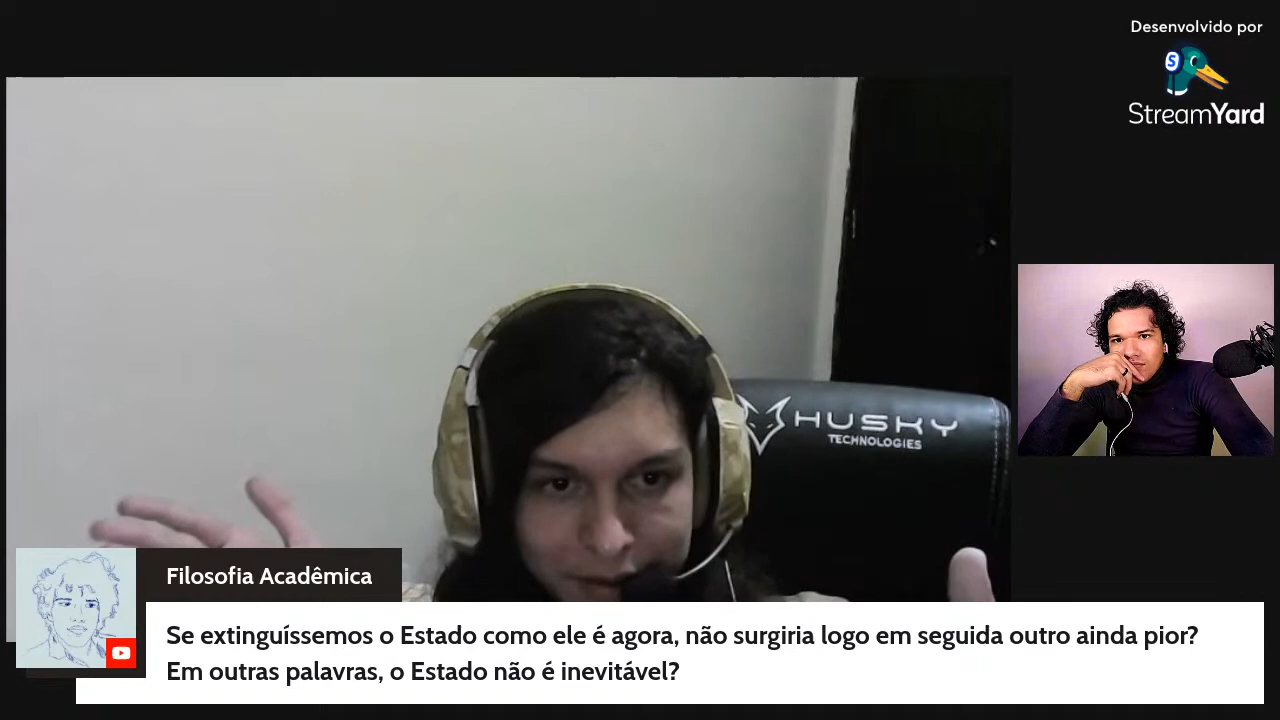 Desenvolvido por
StreamYard
HUSKY
TECHNOLOGIES
Filosofia Acadêmica
Se extinguíssemos o Estado como ele é agora, não surgiria logo em seguida outro ainda pior?
Em outras palavras, o Estado não é inevitável?